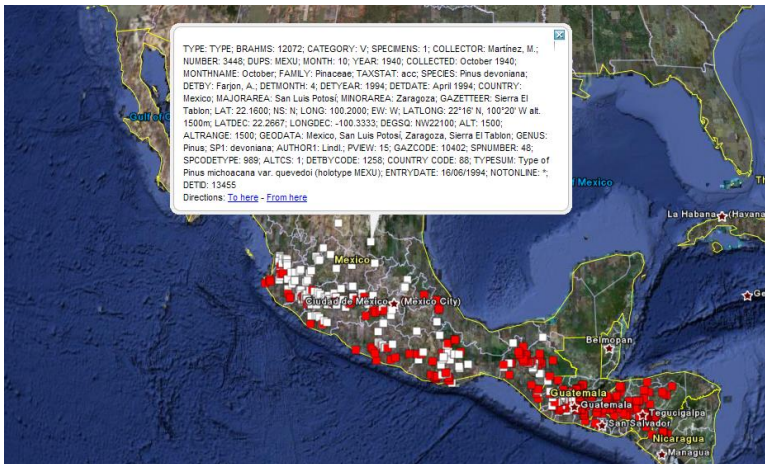 TYPE: TYPE; BRAHMS: 12072; CATEGORY: V; SPECIMENS: 1; COLLECTOR: Martínez, M.;
NUMBER: 3448; DUPS: MEXU; MONTH: 10; YEAR: 1940; COLLECTED: October 1940;
MONTHNAME: October; FAMILY: Pinaceae; TAXSTAT: acc; SPECIES: Pinus devoniana;
DETBY: Farjon, A.; DETMONTH: 4; DETYEAR: 1994; DETDATE: April 1994; COUNTRY:
Mexico; MAJORAREA: San Luis Potosí; MINORAREA: Zaragoza; GAZETTEER: Sierra El
Tablon; LAT: 22.1600; NS: N; LONG: 100.2000; EW: W; LATLONG: 22°16' N, 100°20' W alt.
1500m; LATDEC: 22.2667; LONGDEC: -100.3333; DEGSQ: NW22100; ALT: 1500;
ALTRANGE: 1500; GEODATA: Mexico, San Luis Potosí, Zaragoza, Sierra El Tablon; GENUS:
Pinus; SP1: devoniana; AUTHOR1: Lindl.; PVIEW: 15; GAZCODE: 10402; SPNUMBER: 48;
SPCODETYPE: 989; ALTCS: 1; DETBYCODE: 1258; COUNTRY CODE: 88; TYPESUM: Type of
Pinus michoacana var. quevedoi (holotype MEXU); ENTRYDATE: 16/06/1994; NOTONLINE: *;
DETID: 13455
Directions: To here - From here
Gulf of
Mexico
La Habana (Havana
Mexico
Ciudad de México (Mexico City)
Belmopan
Guatemala
Guatemala
Tegucigalpa
San Salvador
Nicaragua
Managua